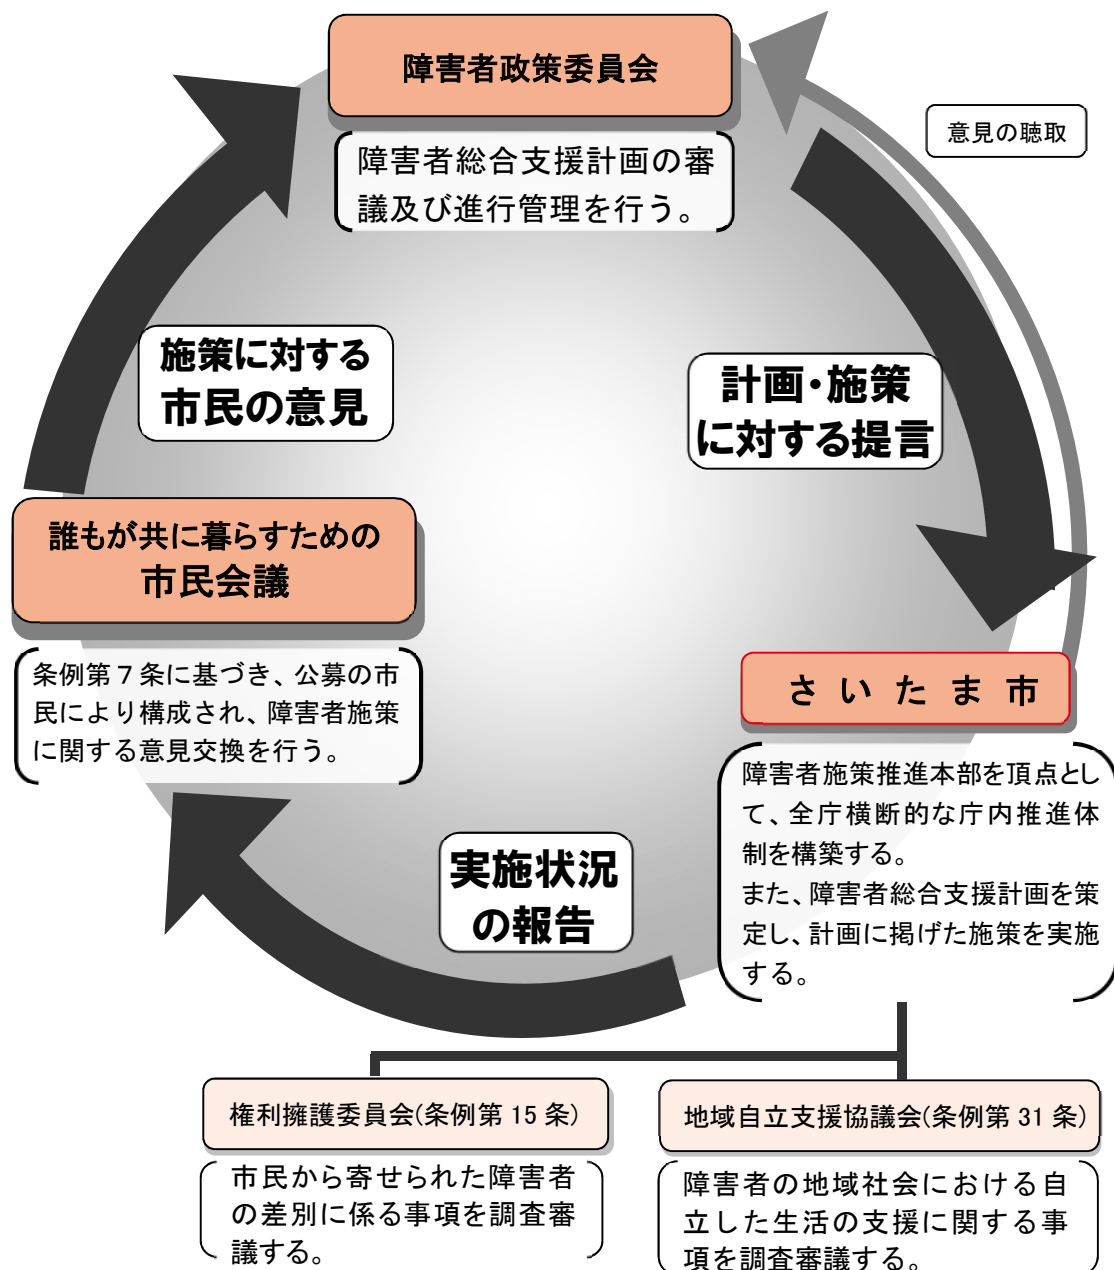 障害者政策委員会
意見の聴取
障害者総合支援計画の審
議及び進行管理を行う。
施策に対する
市民の意見
計画・施策
に対する提言
誰もが共に暮らすための
市民会議
条例第７条に基づき、公募の市
民により構成され、障害者施策
に関する意見交換を行う。
さいたま市
障害者施策推進本部を頂点とし
て、全庁横断的な庁内推進体
制を構築する。
また、障害者総合支援計画を策
定し、計画に掲げた施策を実施
する。
実施状況
の報告
権利擁護委員会(条例第 15 条)
市民から寄せられた障害者
の差別に係る事項を調査審
議する。
地域自立支援協議会(条例第 31 条)
障害者の地域社会における自
立した生活の支援に関する事
項を調査審議する。